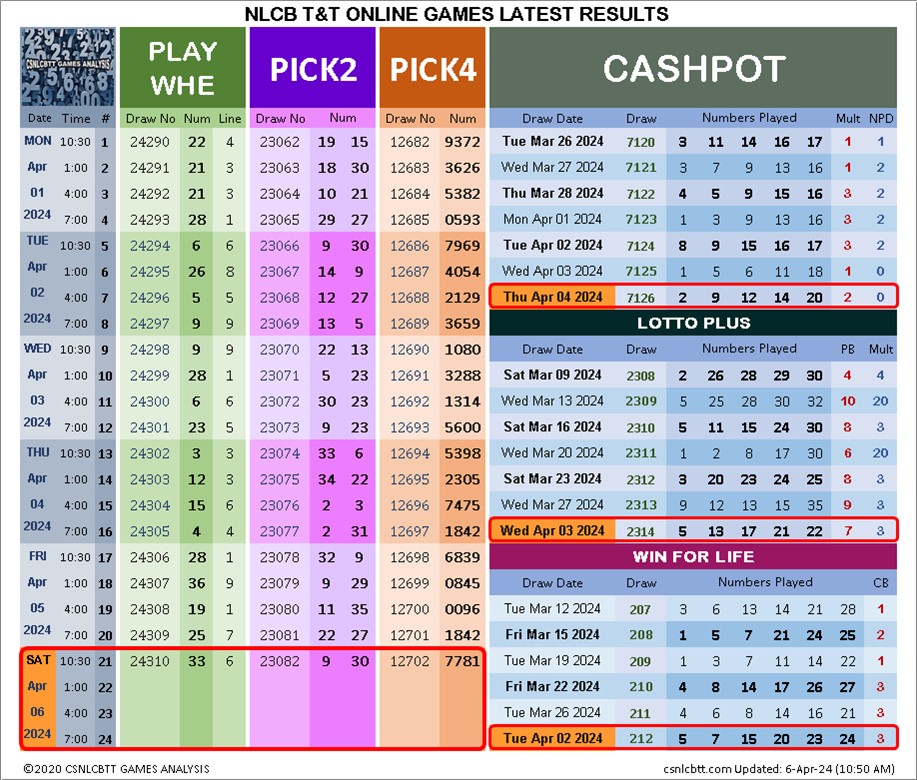 NLCB T&T ONLINE GAMES LATEST RESULTS
CSNLCBTT GAMES ANALYSIS
PLAY WHE
PICK2
PICK4
CASHPOT
Date Time # Draw No Num Line Draw No Num Draw No Num
MON 10:30 1 24290 22 4 23062 19 15 12682 9372
Apr 1:00 2 24291 21 3 23063 18 30 12683 3626
01 4:00 3 24292 21 3 23064 10 21 12684 5382
2024 7:00 4 24293 28 1 23065 29 27 12685 0593
TUE 10:30 5 24294 6 6 23066 9 30 12686 7969
Apr 1:00 6 24295 26 8 23067 14 9 12687 4054
02 4:00 7 24296 5 5 23068 12 27 12688 2129
2024 7:00 8 24297 9 9 23069 13 5 12689 3659
WED 10:30 9 24298 9 9 23070 22 13 12690 1080
Apr 1:00 10 24299 28 1 23071 5 23 12691 3288
03 4:00 11 24300 6 6 23072 30 23 12692 1314
2024 7:00 12 24301 23 5 23073 9 23 12693 5600
THU 10:30 13 24302 3 3 23074 33 6 12694 5398
Apr 1:00 14 24303 12 3 23075 34 22 12695 2305
04 4:00 15 24304 15 6 23076 2 3 12696 7475
2024 7:00 16 24305 4 4 23077 2 31 12697 1842
FRI 10:30 17 24306 28 1 23078 32 9 12698 6839
Apr 1:00 18 24307 36 9 23079 9 29 12699 0845
05 4:00 19 24308 19 1 23080 11 35 12700 0096
2024 7:00 20 24309 25 7 23081 22 27 12701 1842
SAT 10:30 21 24310 33 6 23082 9 30 12702 7781
Apr 1:00 22
06 4:00 23
2024 7:00 24
Draw Date Draw Numbers Played Mult NPD
Tue Mar 26 2024 7120 3 11 14 16 17 1 1
Wed Mar 27 2024 7121 3 7 9 13 16 1 2
Thu Mar 28 2024 7122 4 5 9 15 16 3 2
Mon Apr 01 2024 7123 1 3 9 13 16 3 2
Tue Apr 02 2024 7124 8 9 15 16 17 3 2
Wed Apr 03 2024 7125 1 5 6 11 18 1 0
Thu Apr 04 2024 7126 2 9 12 14 20 2 0
LOTTO PLUS
Draw Date Draw Numbers Played PB Mult
Sat Mar 09 2024 2308 2 26 28 29 30 4 4
Wed Mar 13 2024 2309 5 25 28 30 32 10 20
Sat Mar 16 2024 2310 5 11 15 24 30 8 3
Wed Mar 20 2024 2311 1 2 8 17 30 6 20
Sat Mar 23 2024 2312 3 20 23 24 25 8 3
Wed Mar 27 2024 2313 9 12 13 15 35 9 3
Wed Apr 03 2024 2314 5 13 17 21 22 7 3
WIN FOR LIFE
Draw Date Draw Numbers Played CB
Tue Mar 12 2024 207 3 6 13 14 21 28 1
Fri Mar 15 2024 208 1 5 7 21 24 25 2
Tue Mar 19 2024 209 1 3 7 11 14 22 1
Fri Mar 22 2024 210 4 8 14 17 26 27 3
Tue Mar 26 2024 211 4 6 8 14 16 21 3
Tue Apr 02 2024 212 5 7 15 20 23 24 3
©2020 CSNLCBTT GAMES ANALYSIS
csnlcbtt.com Updated: 6-Apr-24 (10:50 AM)